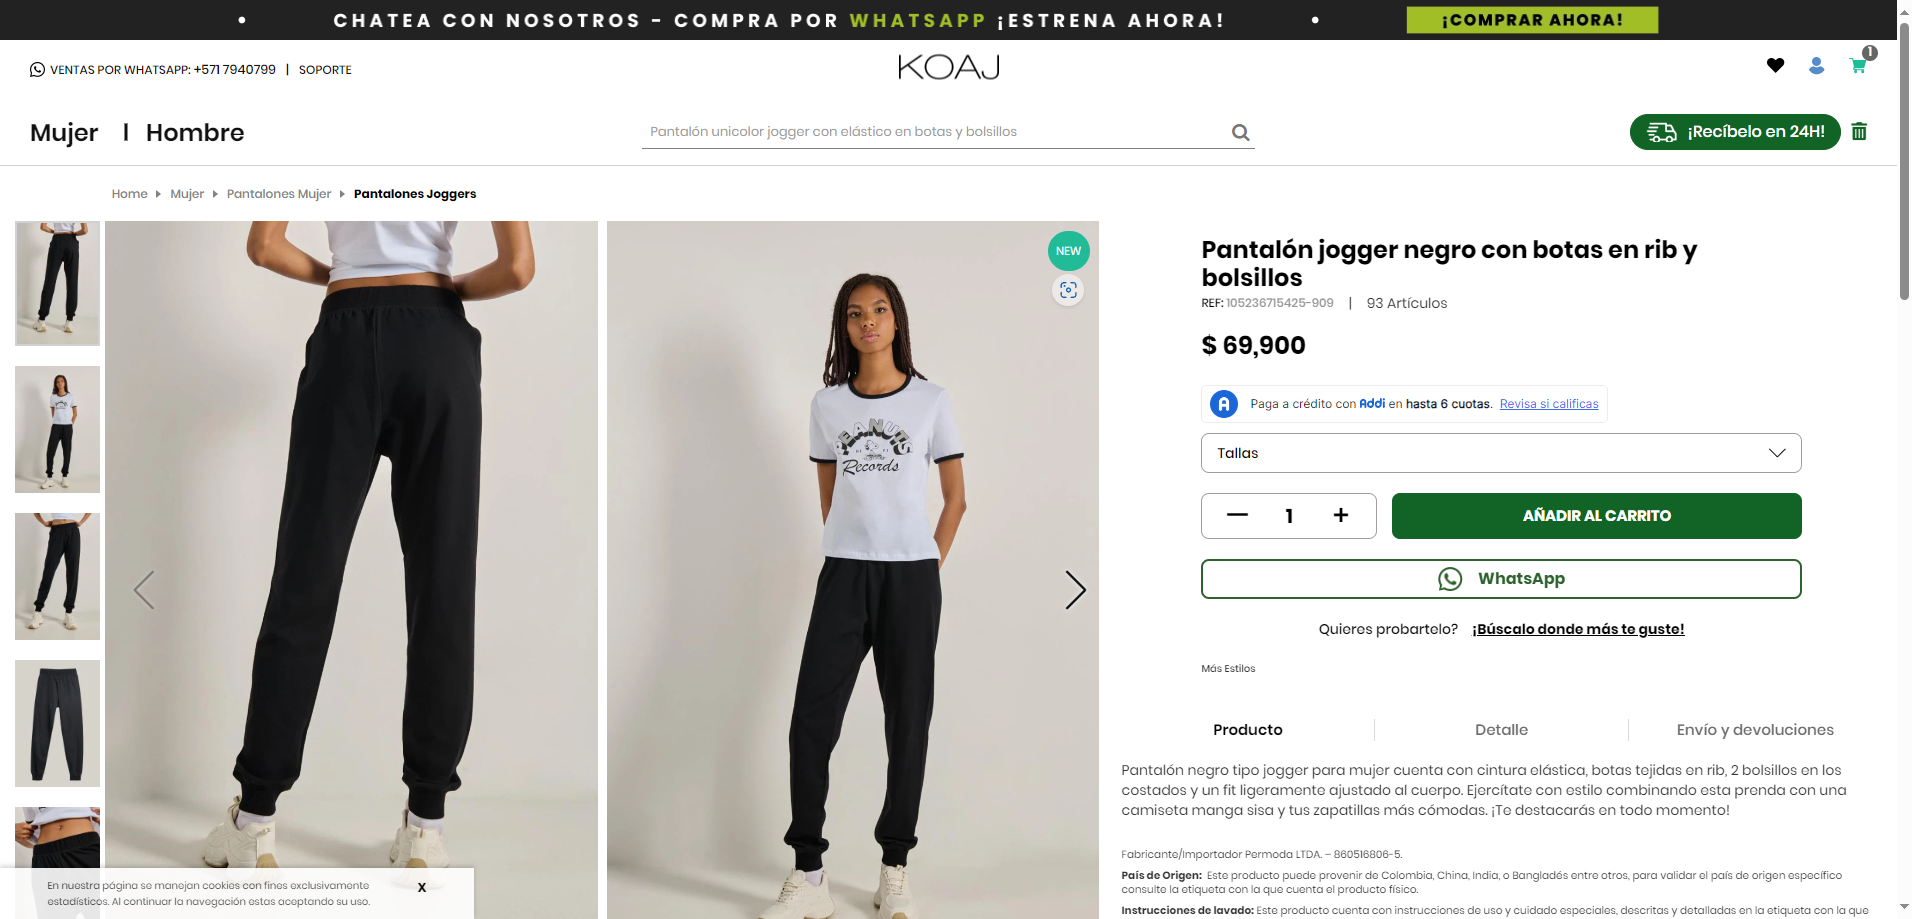 CHATEA CON NOSOTROS - COMPRA POR WHATSAPP ¡ESTRENA AHORA!
¡COMPRAR AHORA!
VENTAS POR WHATSAPP: +571 7940799 | SOPORTE
KOAJ
1
Mujer | Hombre
Pantalón unicolor jogger con elástico en botas y bolsillos
¡Recíbelo en 24H!
Home Mujer Pantalones Mujer Pantalones Joggers
NEW
PEANUTS
Records
Pantalón jogger negro con botas en rib y
bolsillos
REF: 105236715425-909 | 93 Artículos
$ 69,900
Paga a crédito con Addi en hasta 6 cuotas. Revisa si calificas
Tallas
1
AÑADIR AL CARRITO
WhatsApp
Quieres probartelo? ¡Búscalo donde más te guste!
Más Estilos
Producto
Detalle
Envío y devoluciones
Pantalón negro tipo jogger para mujer cuenta con cintura elástica, botas tejidas en rib, 2 bolsillos en los
costados y un fit ligeramente ajustado al cuerpo. Ejercítate con estilo combinando esta prenda con una
camiseta manga sisa y tus zapatillas más cómodas. ¡Te destacarás en todo momento!
Fabricante/Importador Permoda LTDA. – 860516806-5.
País de Origen: Este producto puede provenir de Colombia, China, India, o Bangladés entre otros, para validar el país de origen específico
consulte la etiqueta con la que cuenta el producto físico.
Instrucciones de lavado: Este producto cuenta con instrucciones de uso y cuidado especiales, descritas y detalladas en la etiqueta con la que
En nuestra página se manejan cookies con fines exclusivamente
estadísticos. Al continuar la navegación estas aceptando su uso.
X